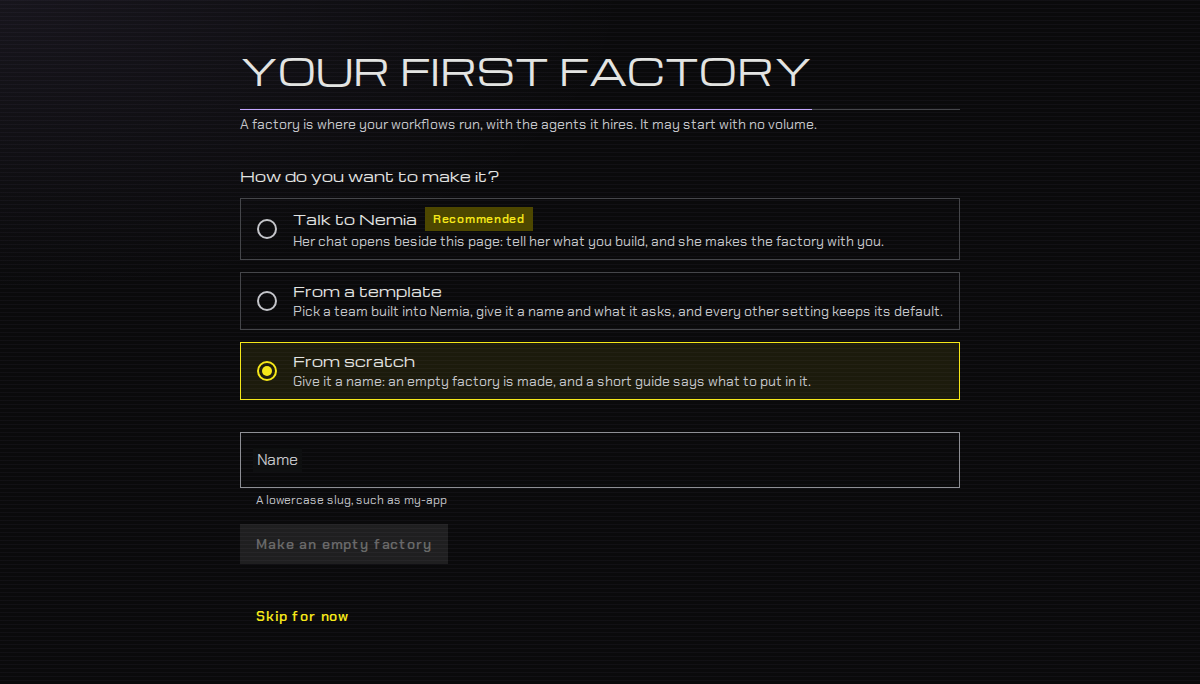 YOUR FIRST FACTORY
A factory is where your workflows run, with the agents it hires. It may start with no volume.
How do you want to make it?
Talk to Nemia Recommended
Her chat opens beside this page: tell her what you build, and she makes the factory with you.
From a template
Pick a team built into Nemia, give it a name and what it asks, and every other setting keeps its default.
From scratch
Give it a name: an empty factory is made, and a short guide says what to put in it.
Name
A lowercase slug, such as my-app
Make an empty factory
Skip for now